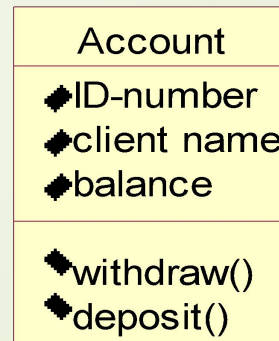 Account
ID-number
client name
balance
withdraw()
deposit()